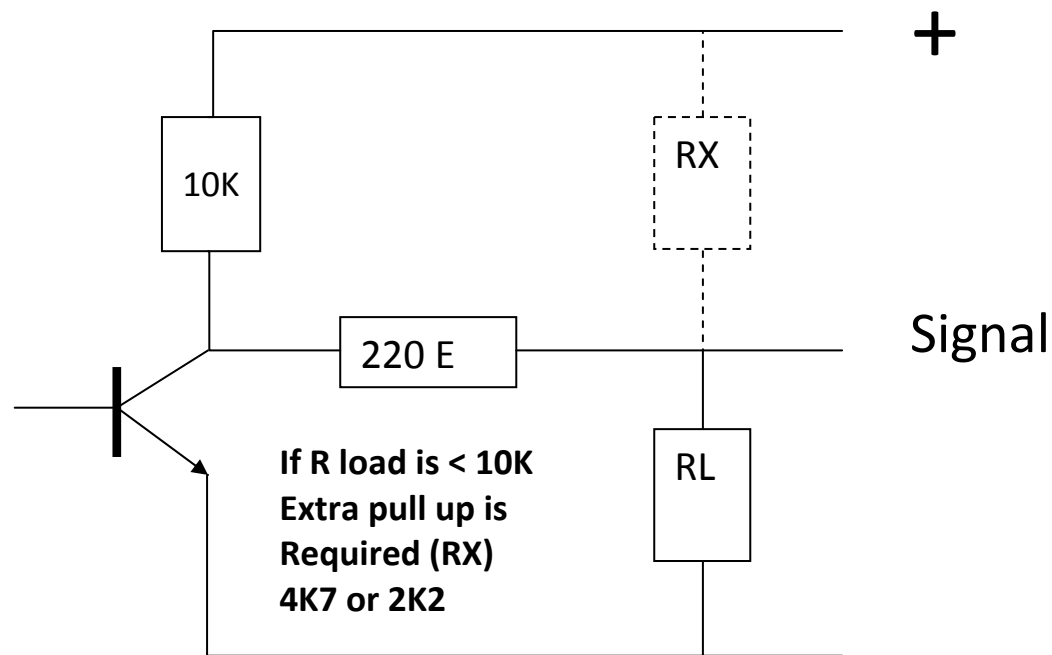 +
10K
RX
Signal
220 E
If R load is < 10K
Extra pull up is
Required (RX)
4K7 or 2K2
RL